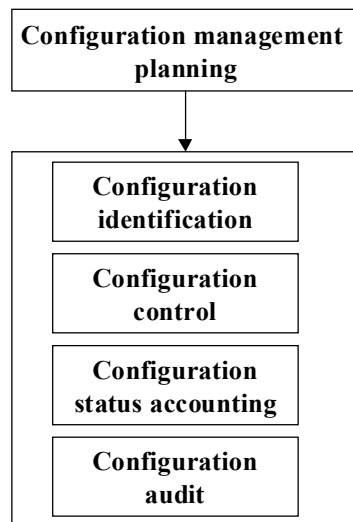 Configuration management
planning
Configuration
identification
Configuration
control
Configuration
status accounting
Configuration
audit